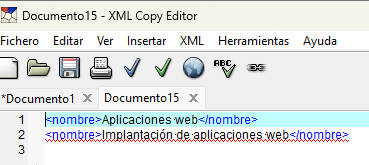 Documento15 - XML Copy Editor
Fichero Editar Ver Insertar XML Herramientas Ayuda
ABC
*Documento1 Documento15
1 <nombre>Aplicaciones·web</nombre>
2 <nombre>Implantación·de·aplicaciones·web</nombre>
3